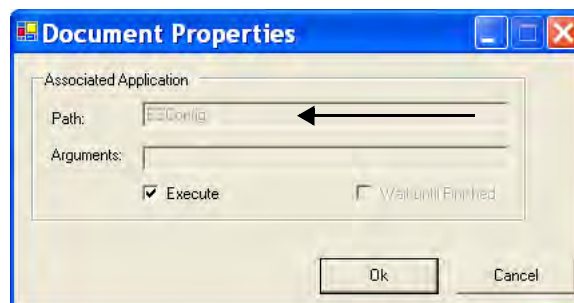 Document Properties
Associated Application
Path: ESConfig
Arguments:
Execute Wait until Finished
Ok Cancel